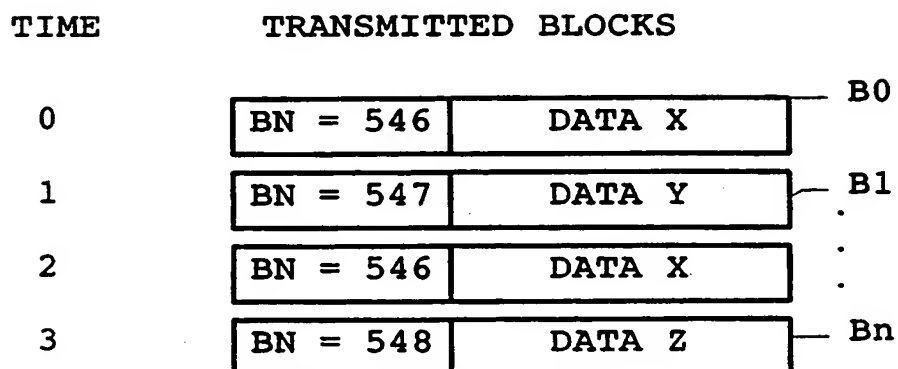 TIME TRANSMITTED BLOCKS
B0
0 BN = 546 DATA X
1 BN = 547 DATA Y B1
2 BN = 546 DATA X
3 BN = 548 DATA Z Bn